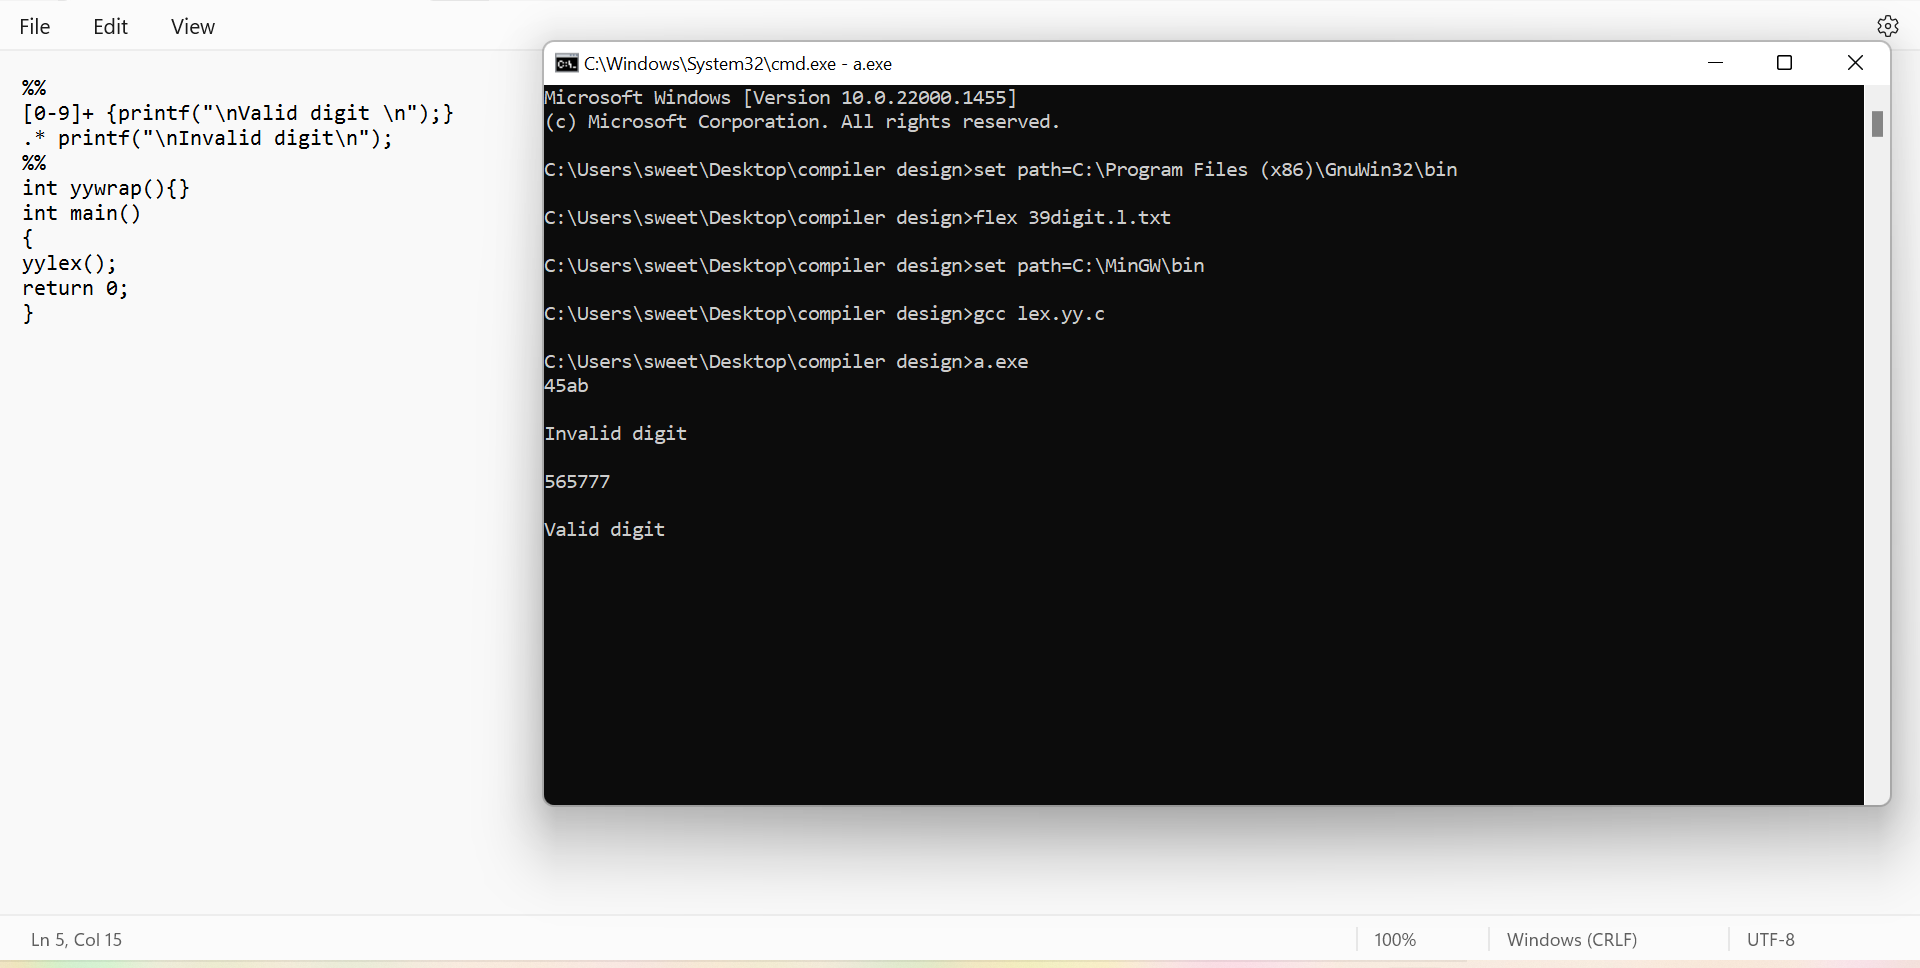 File Edit View
%%
[0-9]+ {printf("\nValid digit \n");}
.* printf("\nInvalid digit\n");
%%
int yywrap(){}
int main()
{
yylex();
return 0;
}
C:\Windows\System32\cmd.exe - a.exe
Microsoft Windows [Version 10.0.22000.1455]
(c) Microsoft Corporation. All rights reserved.
C:\Users\sweet\Desktop\compiler design>set path=C:\Program Files (x86)\GnuWin32\bin
C:\Users\sweet\Desktop\compiler design>flex 39digit.l.txt
C:\Users\sweet\Desktop\compiler design>set path=C:\MinGW\bin
C:\Users\sweet\Desktop\compiler design>gcc lex.yy.c
C:\Users\sweet\Desktop\compiler design>a.exe
45ab
Invalid digit
565777
Valid digit
Ln 5, Col 15 100% Windows (CRLF) UTF-8